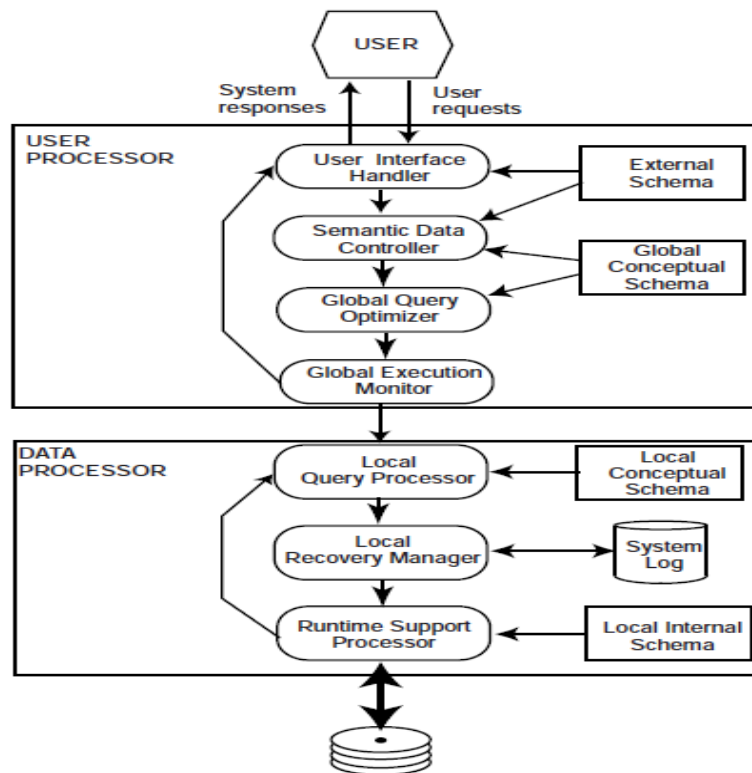 USER
System
responses
User
requests
USER
PROCESSOR
User Interface
Handler
External
Schema
Semantic Data
Controller
Global
Conceptual
Schema
Global Query
Optimizer
Global Execution
Monitor
DATA
PROCESSOR
Local
Query Processor
Local
Conceptual
Schema
Local
Recovery Manager
System
Log
Runtime Support
Processor
Local Internal
Schema